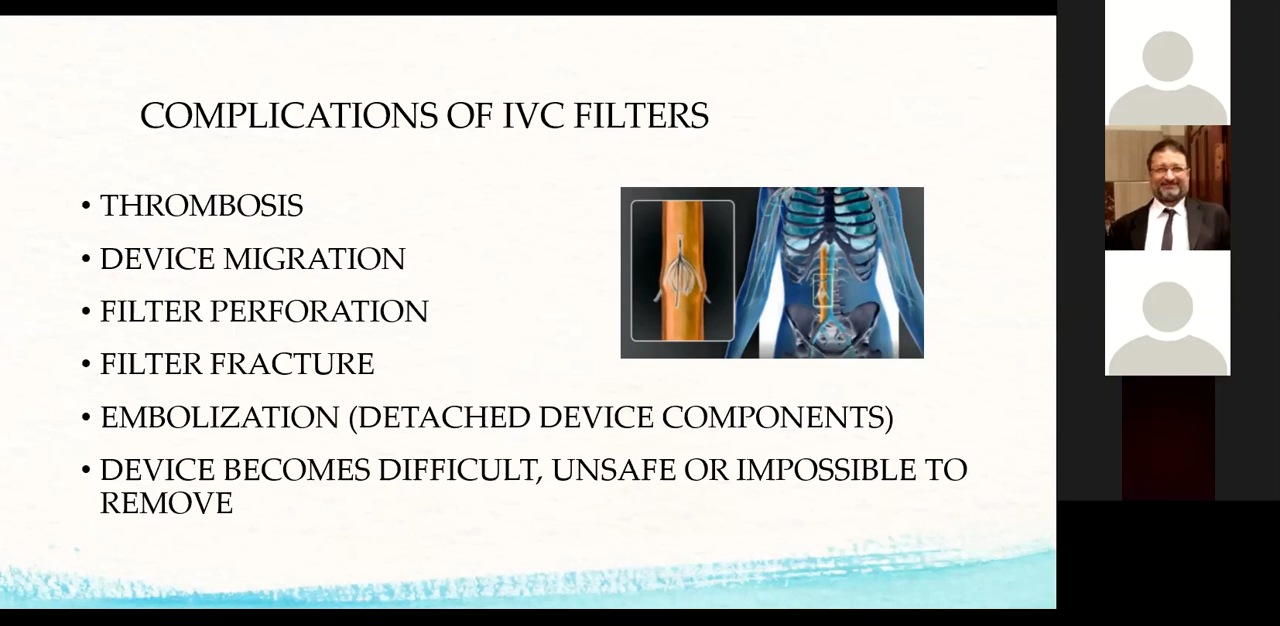 COMPLICATIONS OF IVC FILTERS
• THROMBOSIS
• DEVICE MIGRATION
• FILTER PERFORATION
• FILTER FRACTURE
• EMBOLIZATION (DETACHED DEVICE COMPONENTS)
• DEVICE BECOMES DIFFICULT, UNSAFE OR IMPOSSIBLE TO
REMOVE